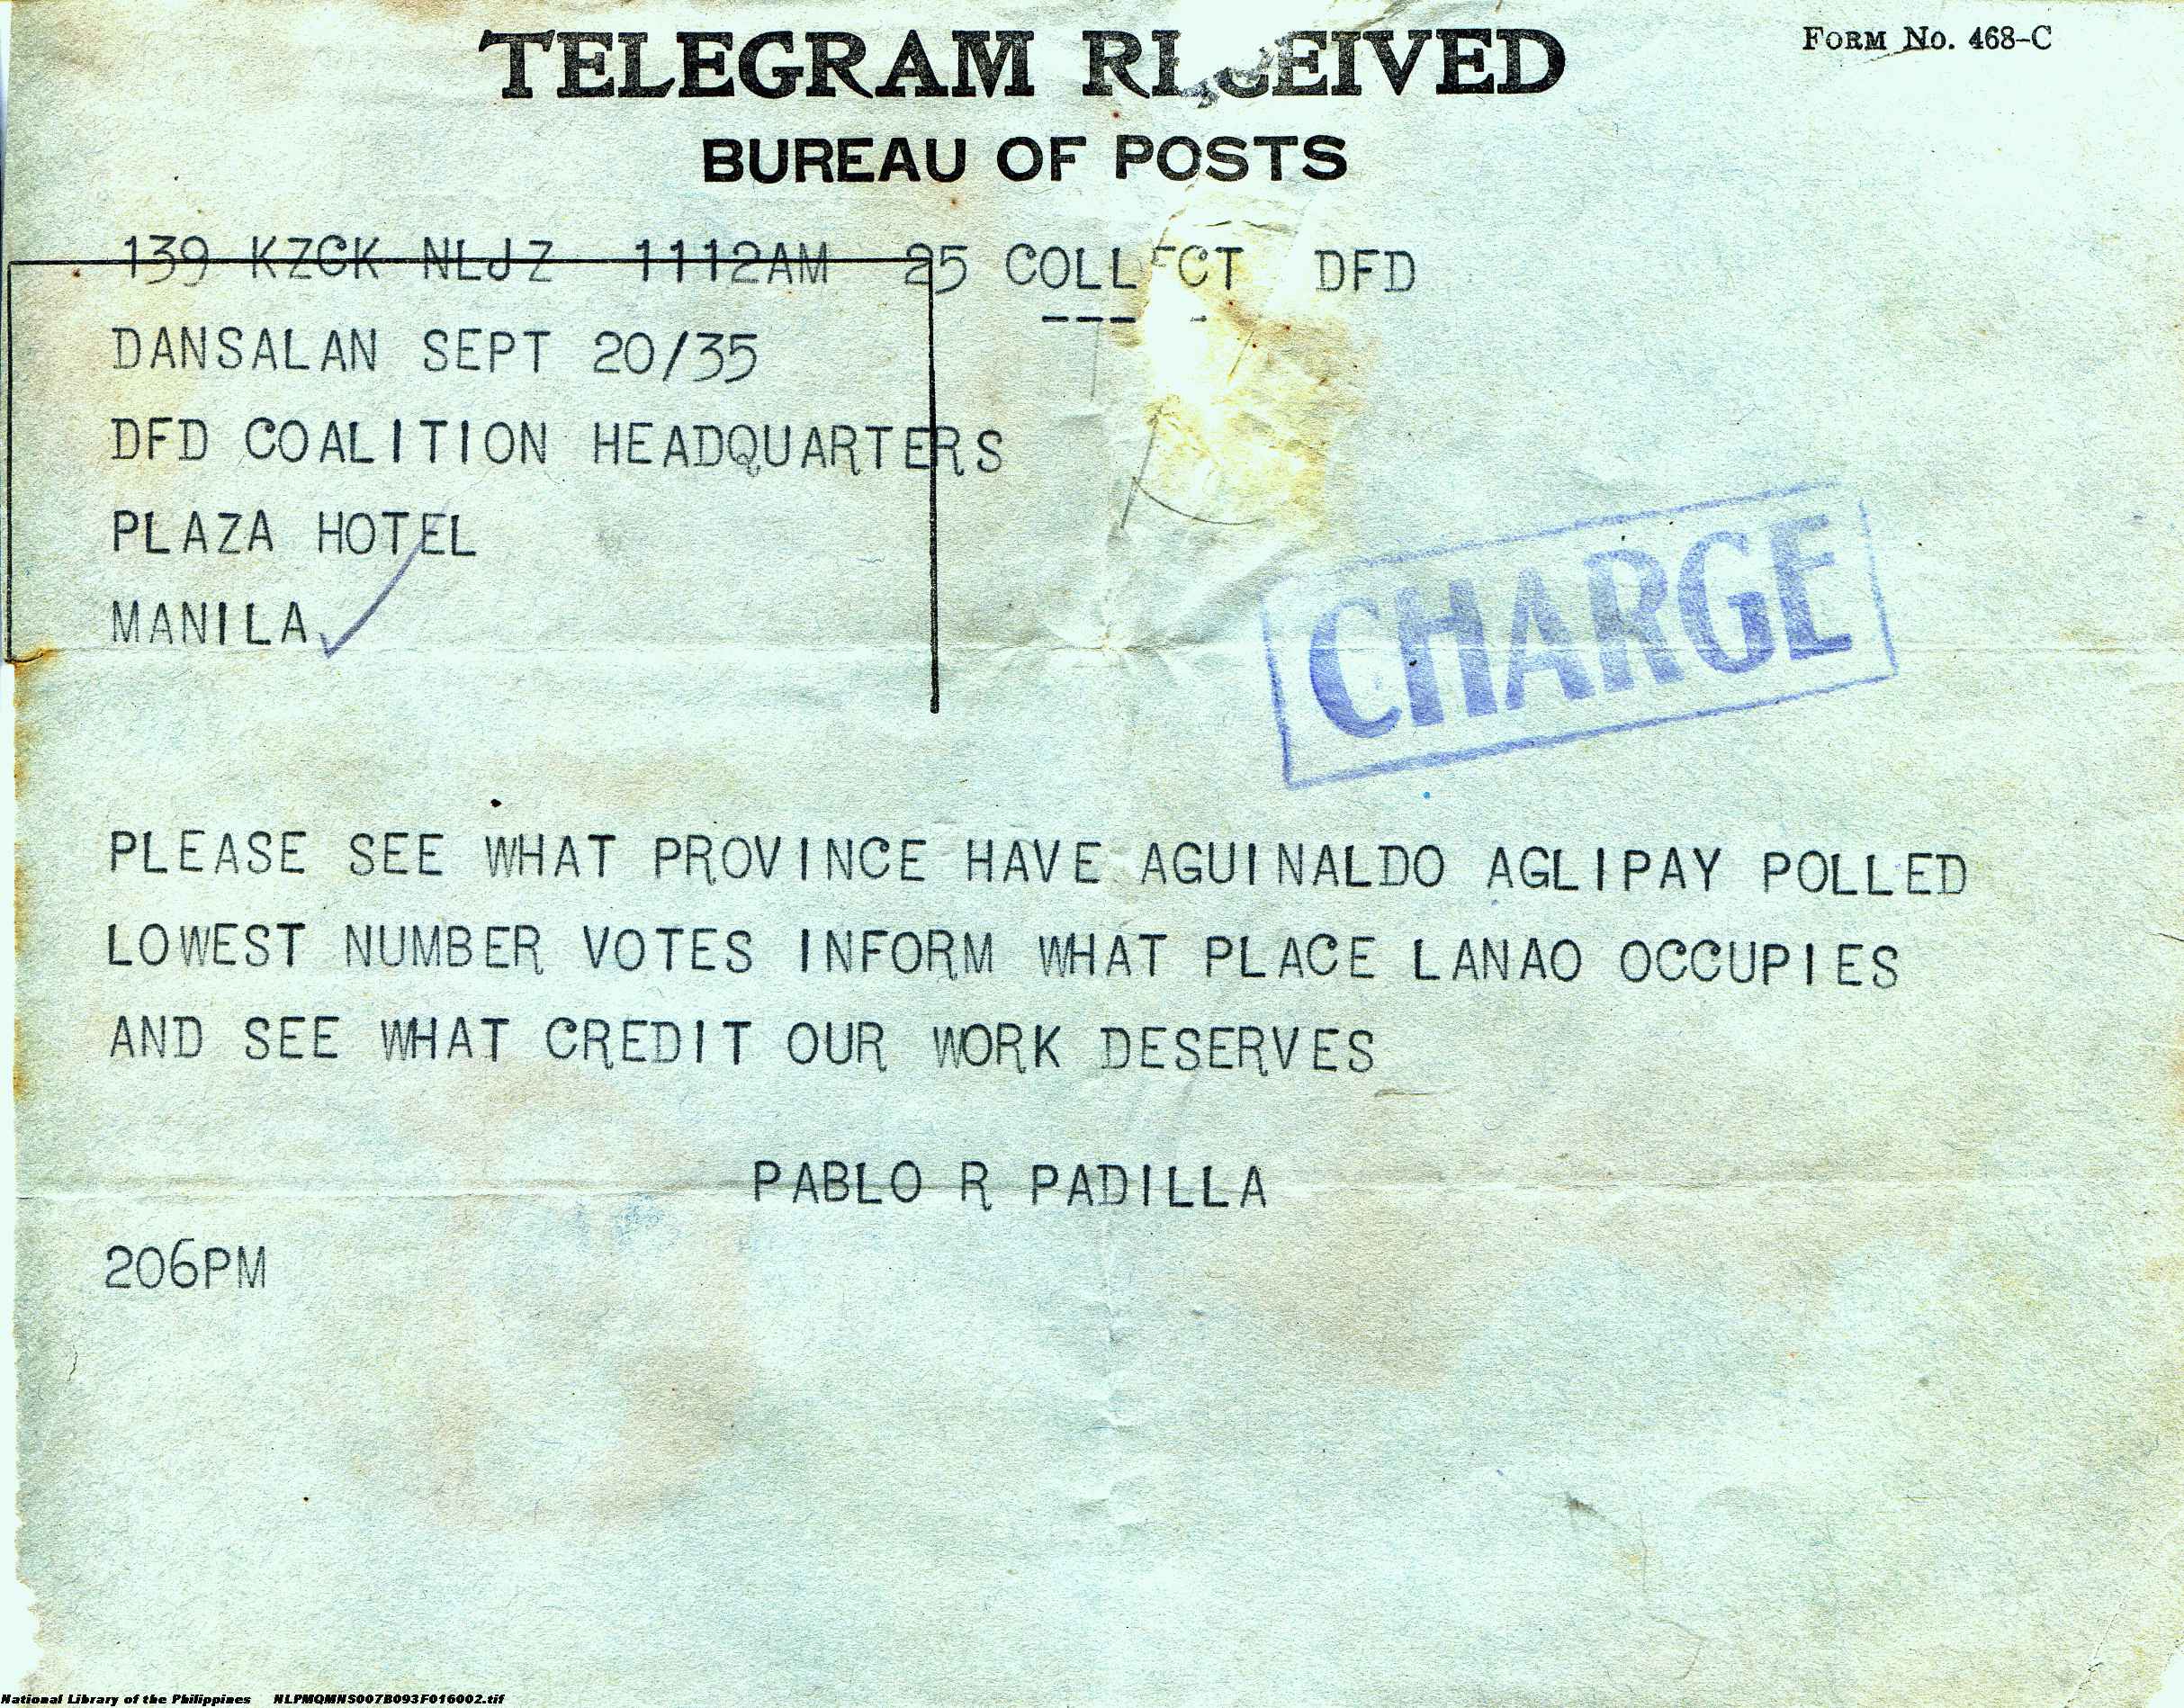 TELEGRAM RECEIVED
FORM NO. 468-C
BUREAU OF POSTS
139 KZCK NLJZ 1112AM 25 COLLECT DFD
DANSALAN SEPT 20/35
DFD COALITION HEADQUARTERS
PLAZA HOTEL
MANILA
CHARGE
PLEASE SEE WHAT PROVINCE HAVE AGUINALDO AGLIPAY POLLED
LOWEST NUMBER VOTES INFORM WHAT PLACE LANAO OCCUPIES
AND SEE WHAT CREDIT OUR WORK DESERVES
PABLO R PADILLA
206PM
National Library of the Philippines NLPMQMNS007B093F016002.tif